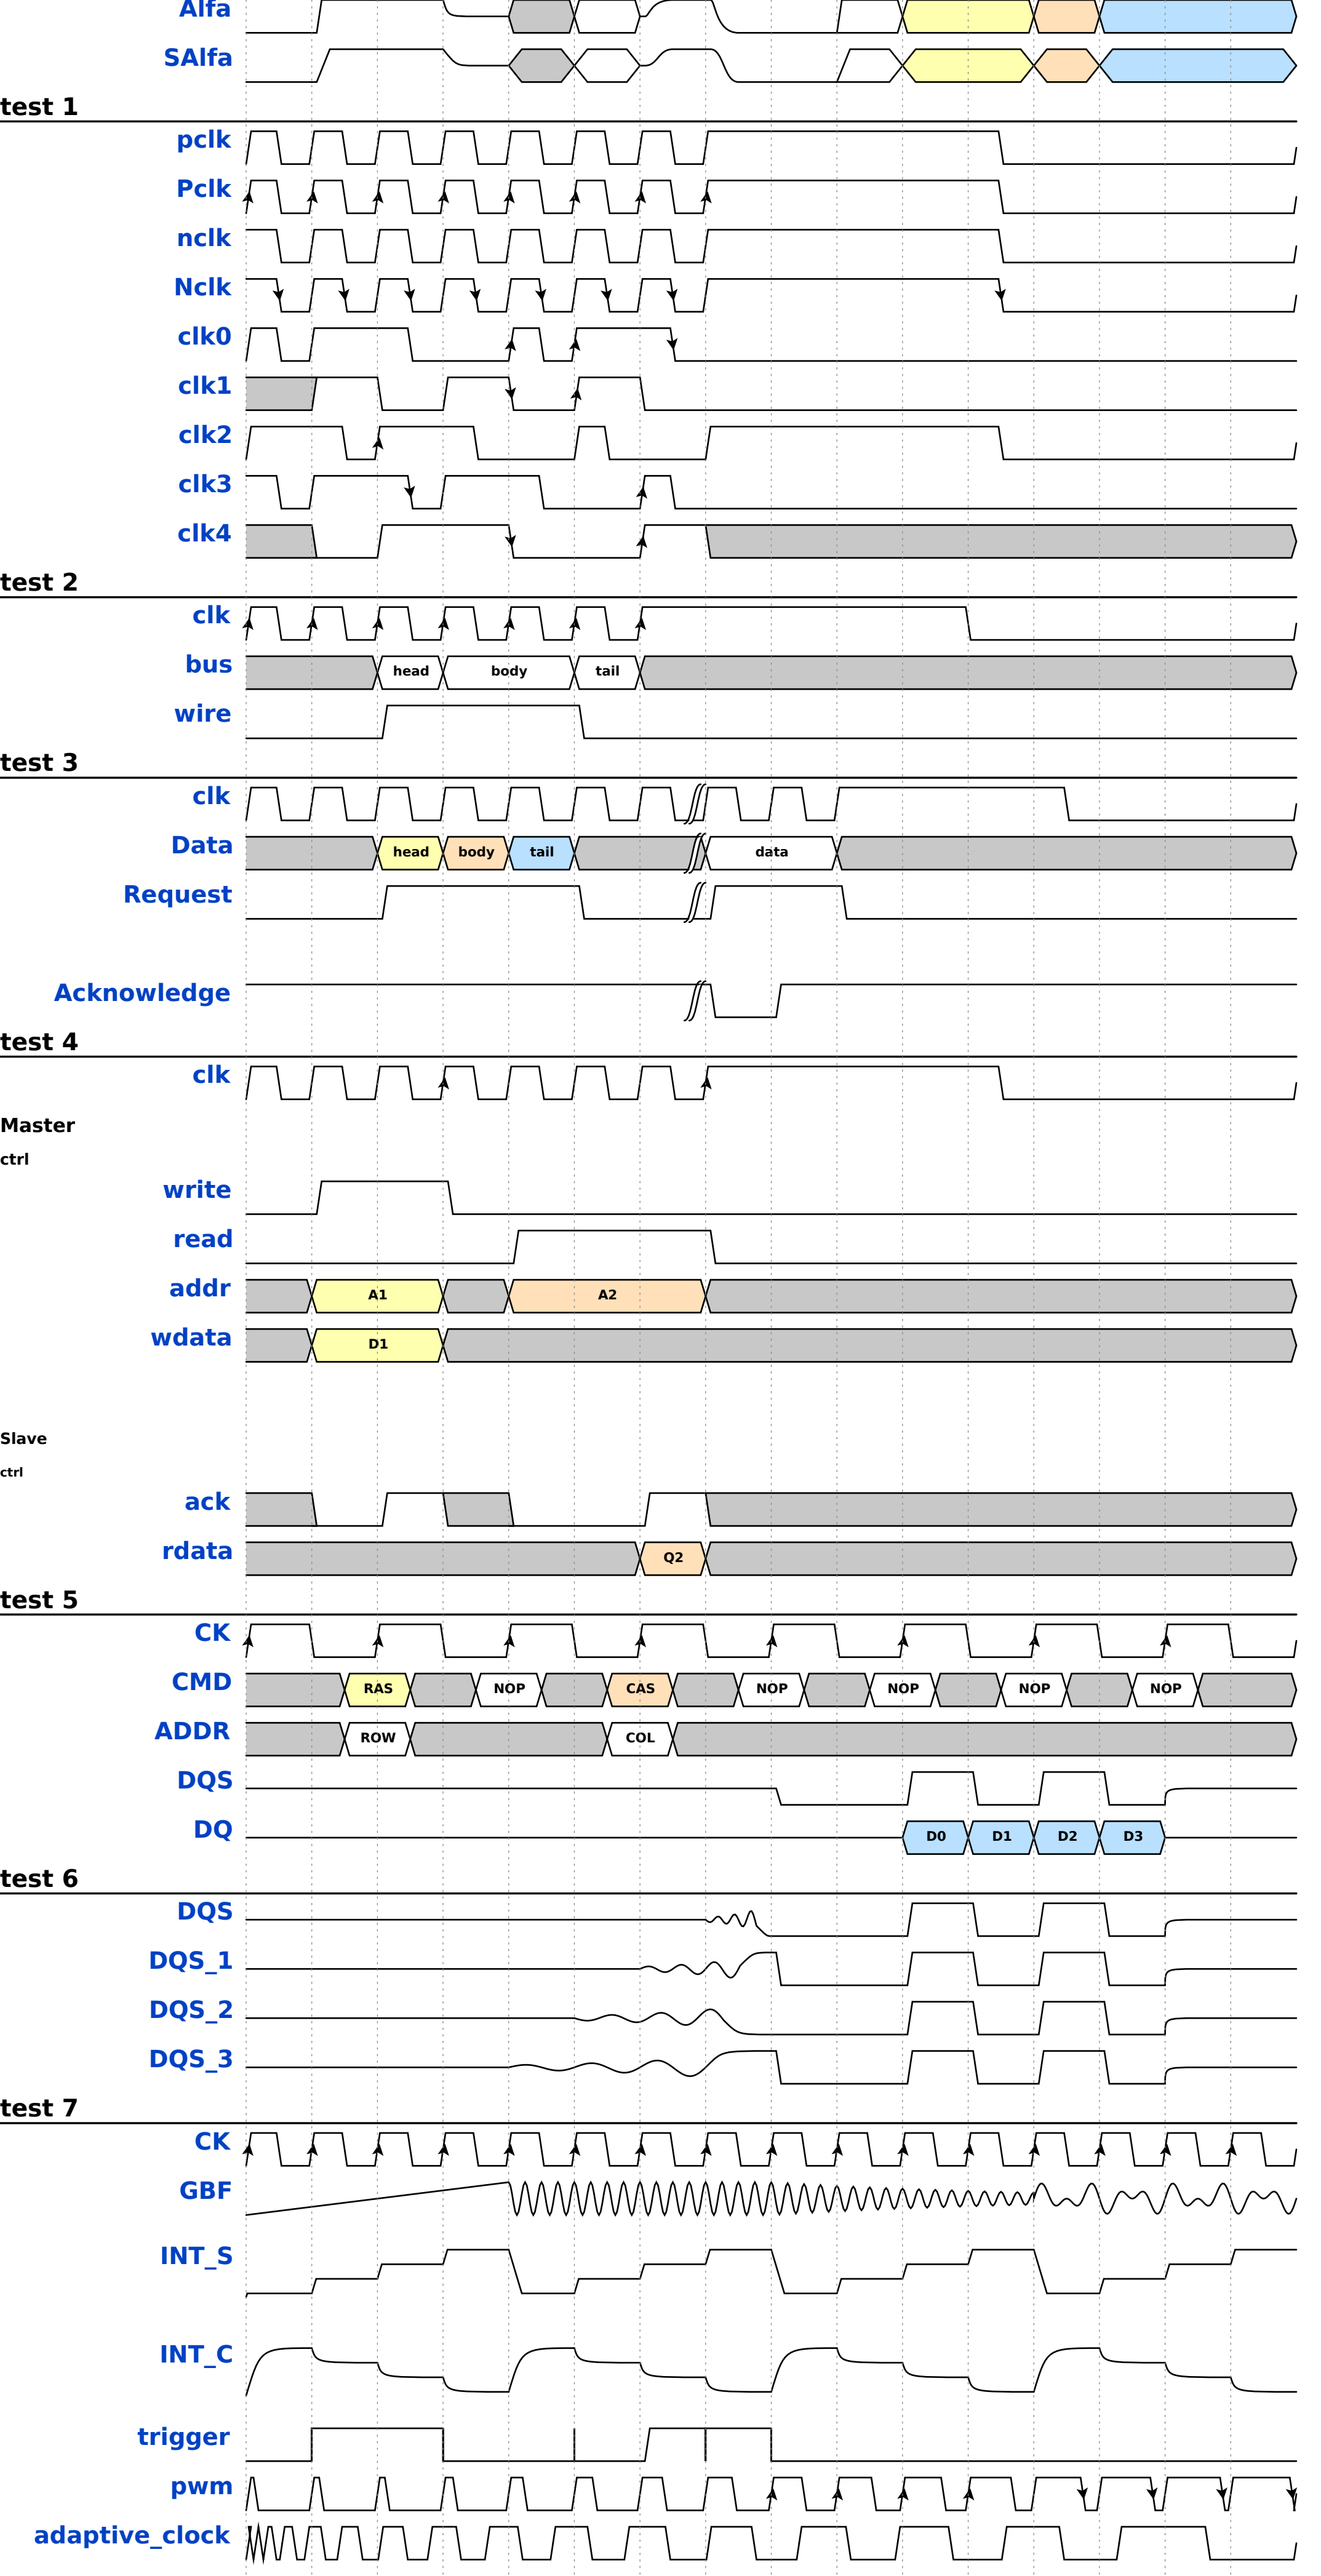 Alfa
SAlfa
test 1
pclk
Pclk
nclk
Nclk
clk0
clk1
clk2
clk3
clk4
test 2
clk
bus head body tail
wire
test 3
clk
Data head body tail data
Request
Acknowledge
test 4
clk
Master
ctrl
write
read
addr A1 A2
wdata D1
Slave
ctrl
ack
rdata Q2
test 5
CK
CMD RAS NOP CAS NOP NOP NOP NOP
ADDR ROW COL
DQS
DQ D0 D1 D2 D3
test 6
DQS
DQS_1
DQS_2
DQS_3
test 7
CK
GBF
INT_S
INT_C
trigger
pwm
adaptive_clock